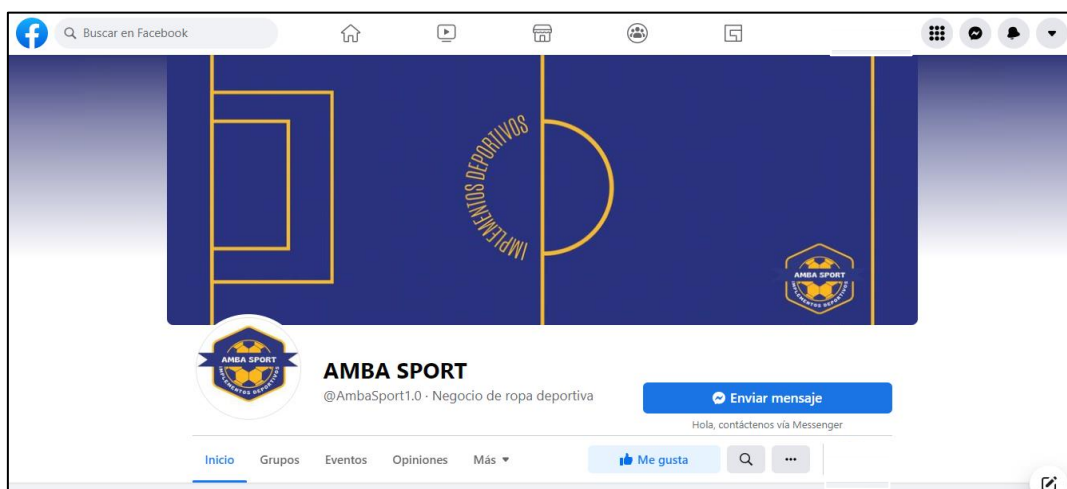 Buscar en Facebook
IMPLEMENTOS DEPORTIVOS
AMBA SPORT
IMPLEMENTOS DEPORTIVOS
AMBA SPORT
IMPLEMENTOS DEPORTIVOS
AMBA SPORT
@AmbaSport1.0 · Negocio de ropa deportiva
Enviar mensaje
Hola, contáctenos vía Messenger
Inicio Grupos Eventos Opiniones Más
Me gusta